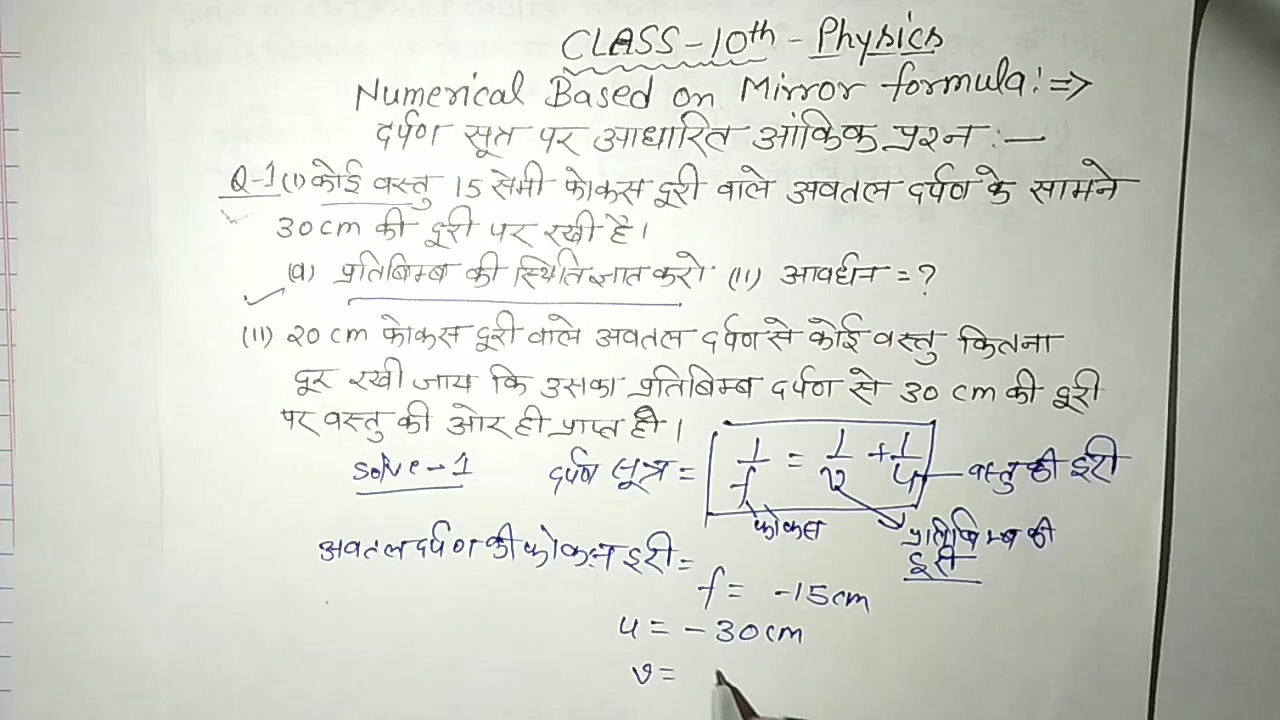 CLASS-10th - Physics
Numerical Based on Mirror formula:⇒
दर्पण सूत्र पर आधारित आंकिक प्रश्न :—
Q-1 (i) कोई वस्तु 15 सेमी फोकस दूरी वाले अवतल दर्पण के सामने
30cm की दूरी पर रखी है।
(a) प्रतिबिम्ब की स्थिति ज्ञात करो (ii) आवर्धन = ?
(ii) 20 cm फोकस दूरी वाले अवतल दर्पण से कोई वस्तु कितना
दूर रखी जाय कि उसका प्रतिबिम्ब दर्पण से 30 cm की दूरी
पर वस्तु की ओर ही प्राप्त हो।
Solve-1 दर्पण सूत्र = 1/f = 1/v + 1/u वस्तु की दूरी
फोकस प्रतिबिम्ब की
दूरी
अवतल दर्पण की फोकस दूरी =
f = -15cm
u = -30cm
v =